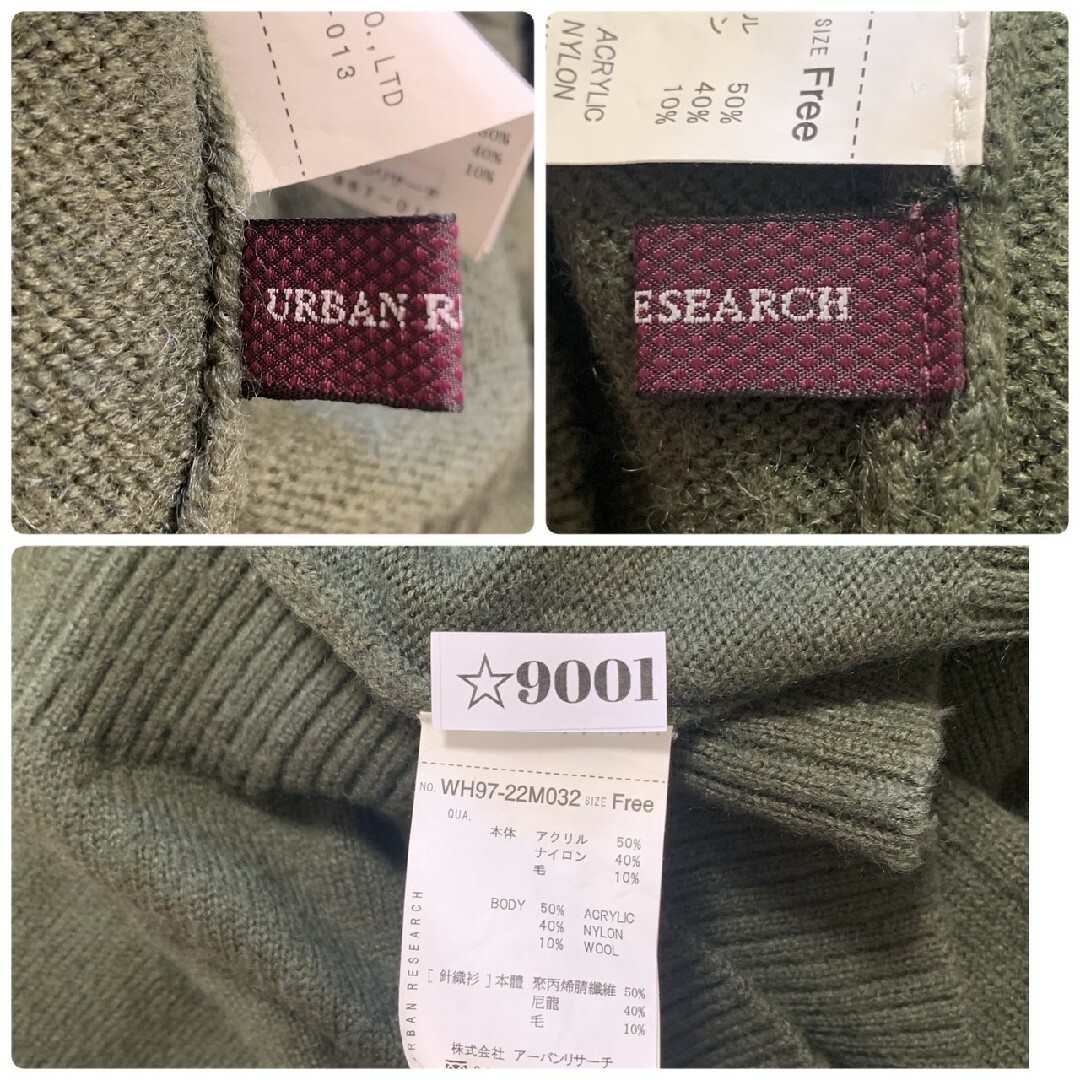 O.,LTD
-013
50%
40%
10%
URBAN R
SIZE Free
50%
40%
10%
ACRYLIC
NYLON
ESEARCH
☆9001
NO. WH97-22M032 SIZE Free
QUA.
本体 アクリル 50%
ナイロン 40%
毛 10%
BODY 50% ACRYLIC
40% NYLON
10% WOOL
[ 針織衫 ] 本體 聚丙烯腈纖維 50%
尼龍 40%
毛 10%
株式会社 アーバンリサーチ
URBAN RESEARCH